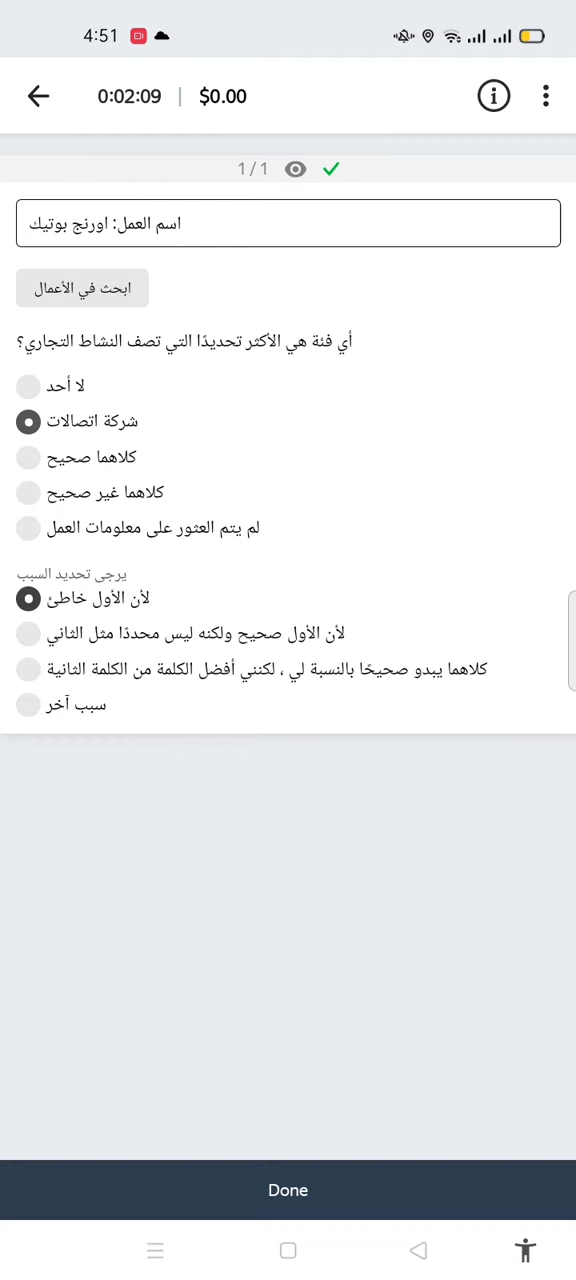 4:51
0:02:09 | $0.00
1/1
اسم العمل: اورنج بوتيك
ابحث في الأعمال
أي فئة هي الأكثر تحديدًا التي تصف النشاط التجاري؟
لا أحد
شركة اتصالات
كلاهما صحيح
كلاهما غير صحيح
لم يتم العثور على معلومات العمل
يرجى تحديد السبب
لأن الأول خاطئ
لأن الأول صحيح ولكنه ليس محددًا مثل الثاني
كلاهما يبدو صحيحًا بالنسبة لي ، لكنني أفضل الكلمة من الكلمة الثانية
سبب آخر
Done